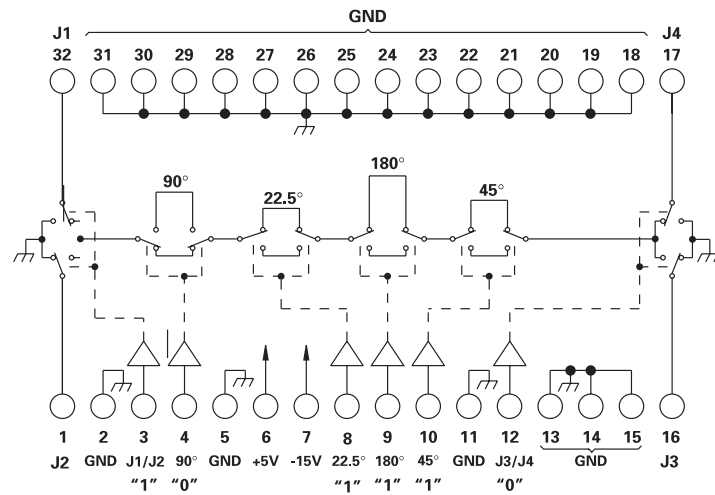 GND
J1 J4
32 31 30 29 28 27 26 25 24 23 22 21 20 19 18 17
180°
90° 45°
22.5°
1 2 3 4 5 6 7 8 9 10 11 12 13 14 15 16
J2 GND J1/J2 90° GND +5V -15V 22.5° 180° 45° GND J3/J4 GND J3
"1" "0" "1" "1" "1" "0"